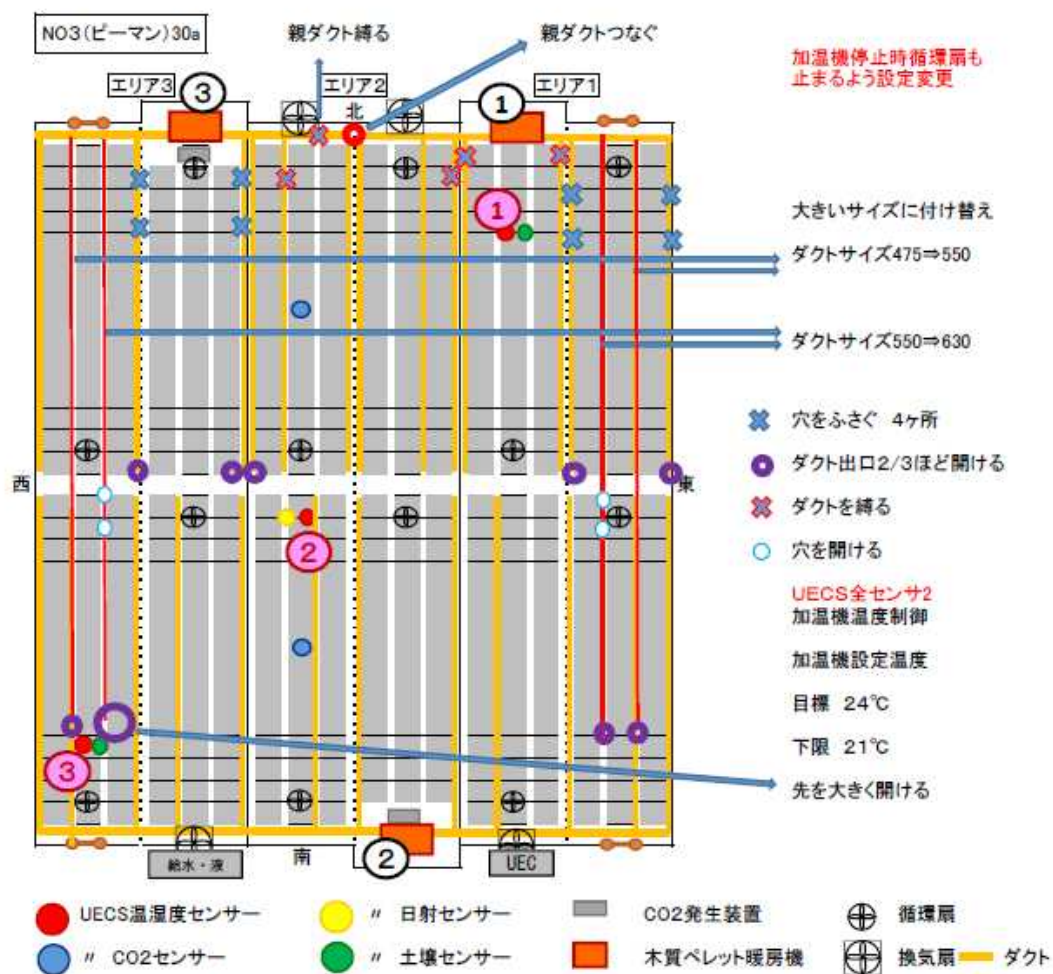 NO3(ピーマン)30a
親ダクト縛る
親ダクトつなぐ
加温機停止時循環扇も
止まるよう設定変更
エリア3
③
エリア2
北
①
エリア1
1
大きいサイズに付け替え
ダクトサイズ475⇒550
ダクトサイズ550⇒630
穴をふさぐ 4ヶ所
西
ダクト出口2/3ほど開ける
東
ダクトを縛る
2
穴を開ける
UECS全センサ2
加温機温度制御
加温機設定温度
目標 24℃
下限 21℃
3
先を大きく開ける
給水・液
南
②
UEC
UECS温湿度センサー
〃 日射センサー
CO2発生装置
循環扇
〃 CO2センサー
〃 土壌センサー
木質ペレット暖房機
換気扇
ダクト